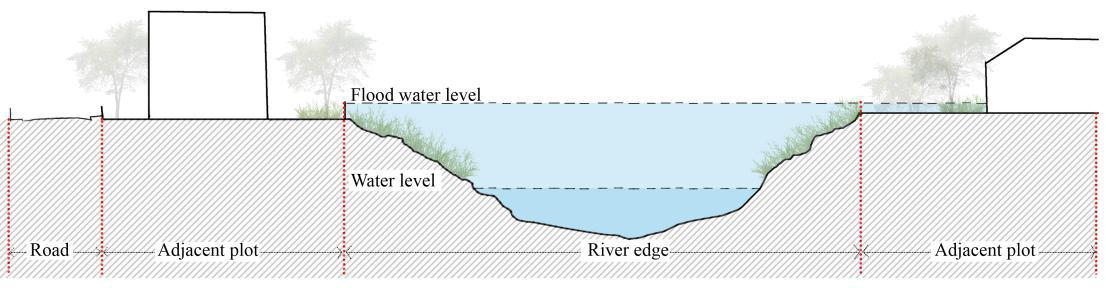 Flood water level
Water level
Road
Adjacent plot
River edge
Adjacent plot